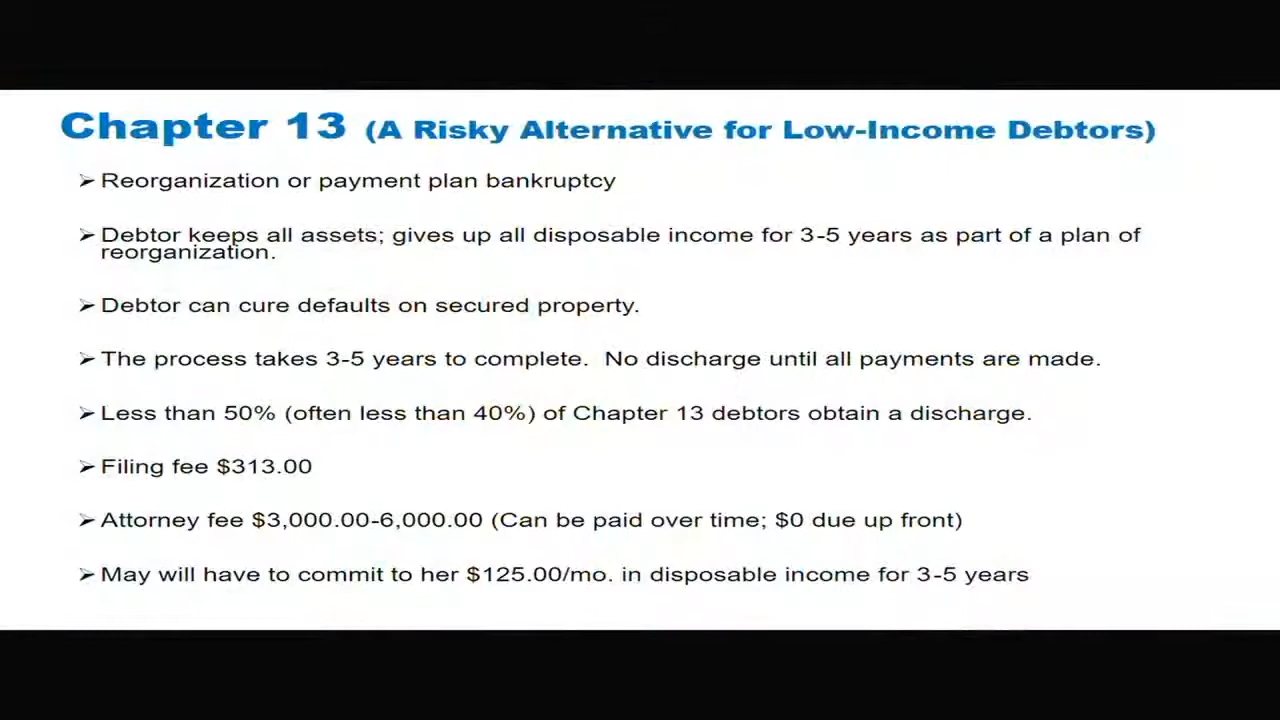 Chapter 13 (A Risky Alternative for Low-Income Debtors)
➢ Reorganization or payment plan bankruptcy
➢ Debtor keeps all assets; gives up all disposable income for 3-5 years as part of a plan of
reorganization.
➢ Debtor can cure defaults on secured property.
➢ The process takes 3-5 years to complete.  No discharge until all payments are made.
➢ Less than 50% (often less than 40%) of Chapter 13 debtors obtain a discharge.
➢ Filing fee $313.00
➢ Attorney fee $3,000.00-6,000.00 (Can be paid over time; $0 due up front)
➢ May will have to commit to her $125.00/mo. in disposable income for 3-5 years